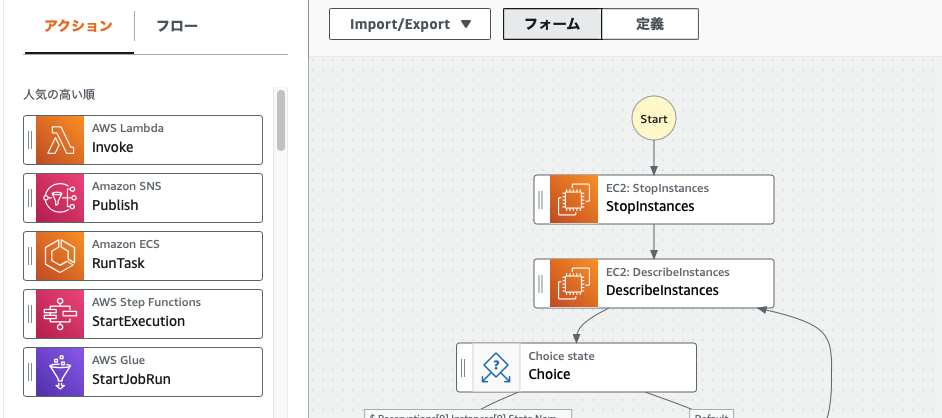 アクション
フロー
Import/Export ▼
フォーム
定義
人気の高い順
AWS Lambda
Invoke
Amazon SNS
Publish
Amazon ECS
RunTask
AWS Step Functions
StartExecution
AWS Glue
StartJobRun
Start
EC2: StopInstances
StopInstances
EC2: DescribeInstances
DescribeInstances
?
Choice state
Choice
Default